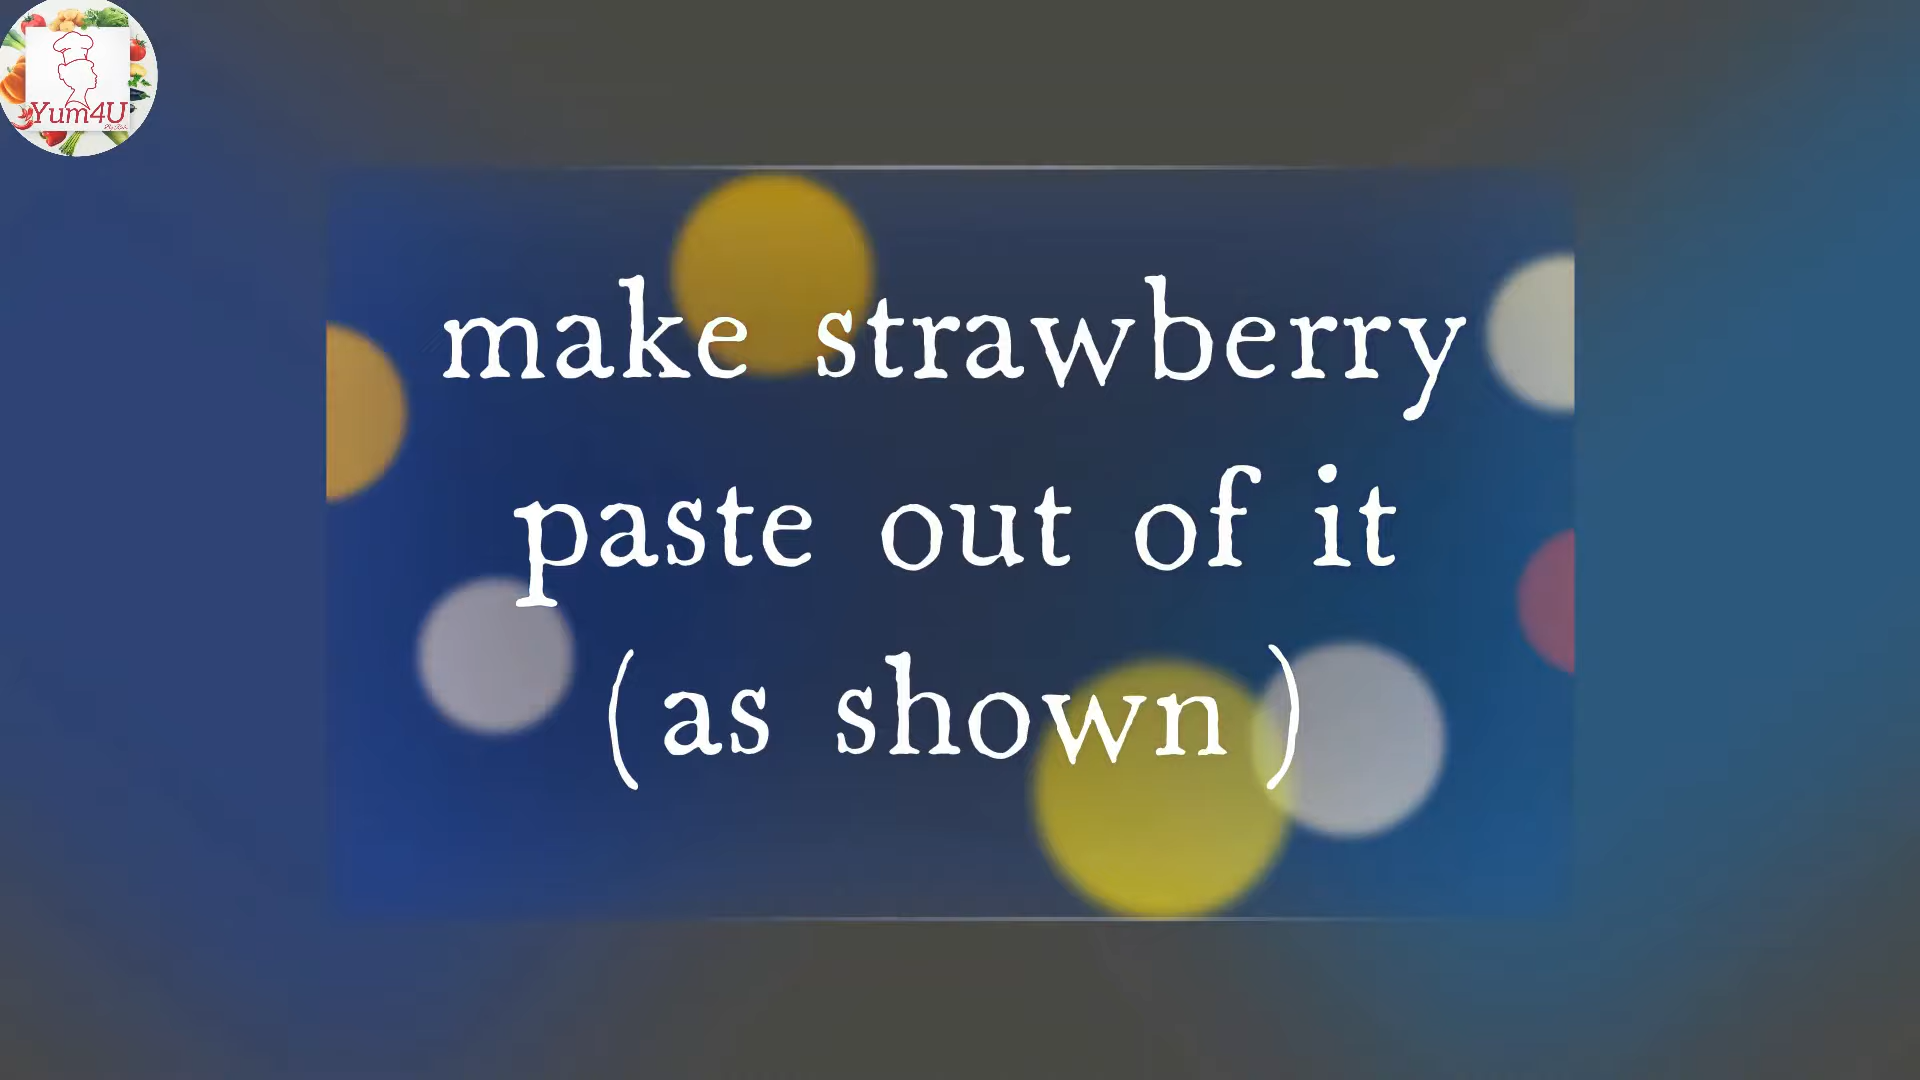 Yum4U
make strawberry
paste out of it
(as shown)